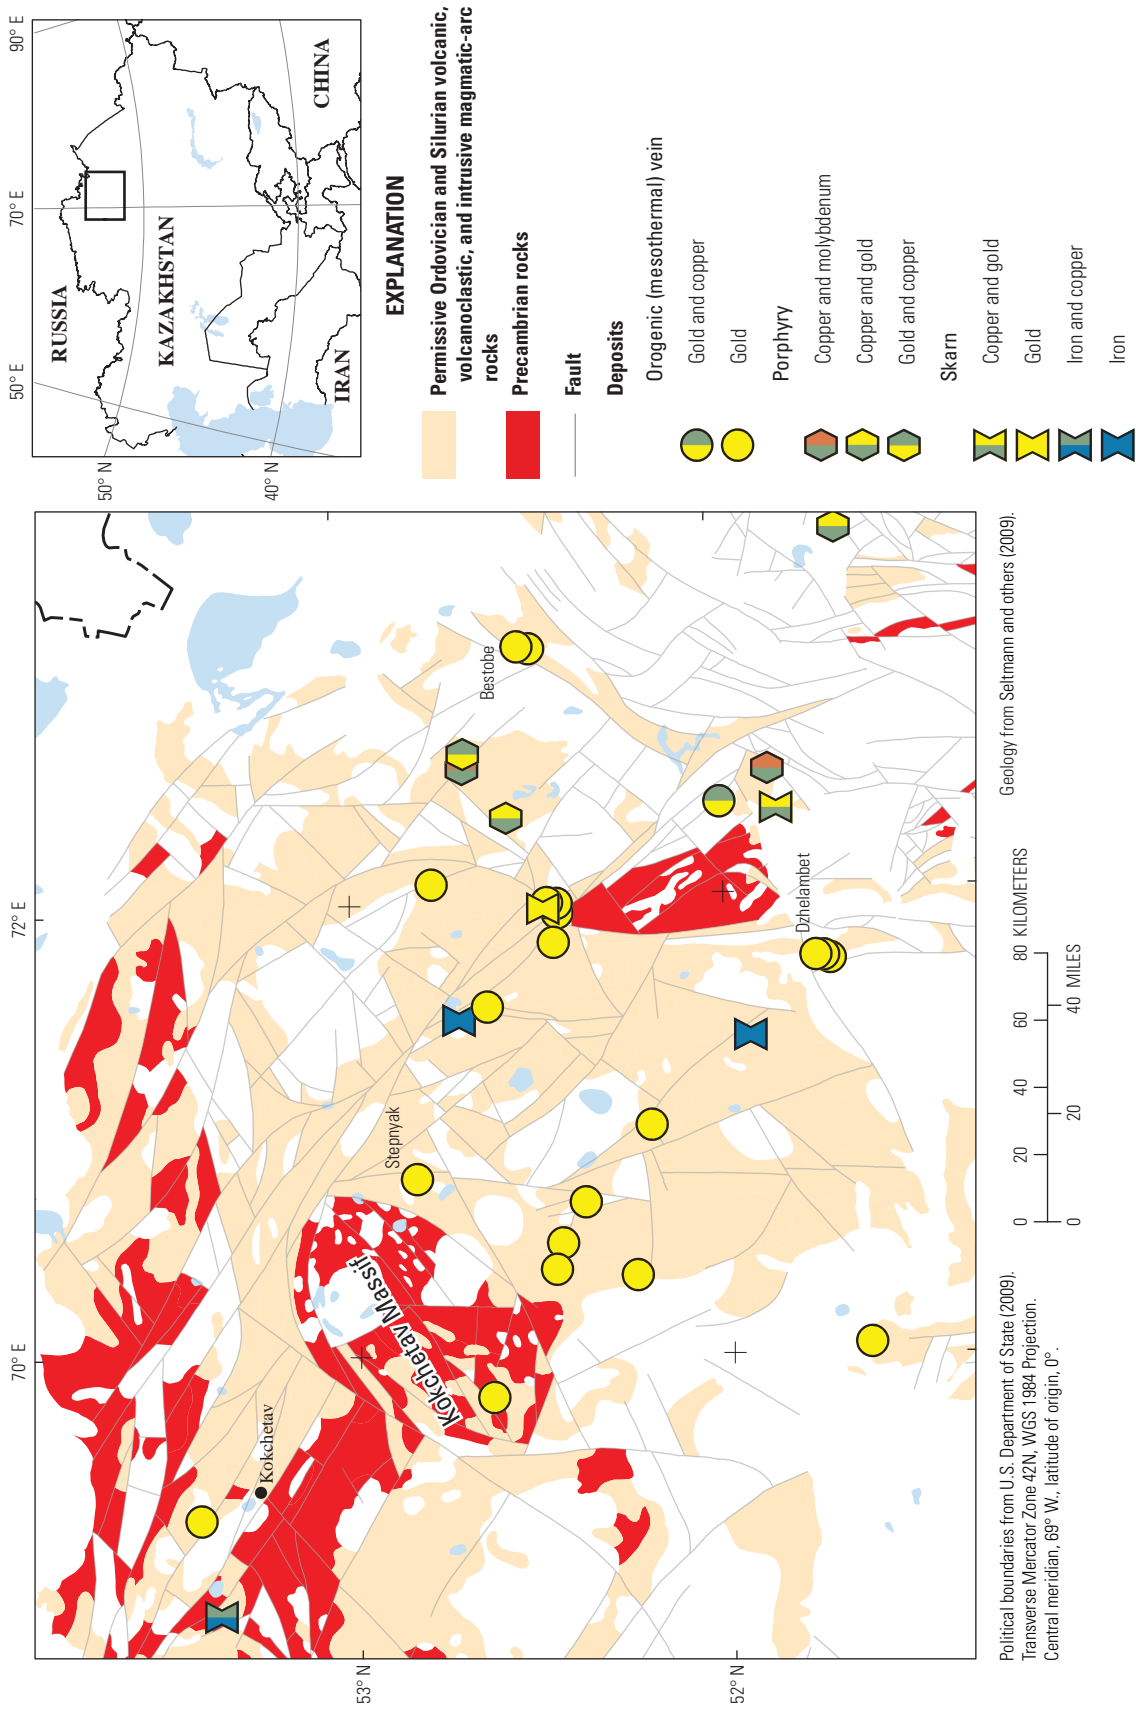 50° E
70° E
90° E
50° N
40° N
RUSSIA
KAZAKHSTAN
CHINA
IRAN
70° E
72° E
53° N
52° N
Kokchetav
Kokchetav Massif
Stepnyak
Bestobe
Dzhelambet
EXPLANATION
Permissive Ordovician and Silurian volcanic,
volcanoclastic, and intrusive magmatic-arc
rocks
Precambrian rocks
Fault
Deposits
Orogenic (mesothermal) vein
Gold and copper
Gold
Porphyry
Copper and molybdenum
Copper and gold
Gold and copper
Skarn
Copper and gold
Gold
Iron and copper
Iron
Political boundaries from U.S. Department of State (2009).
Transverse Mercator Zone 42N, WGS 1984 Projection.
Central meridian, 69° W., latitude of origin, 0°.
0 20 40 60 80 KILOMETERS
0 20 40 MILES
Geology from Seltmann and others (2009).